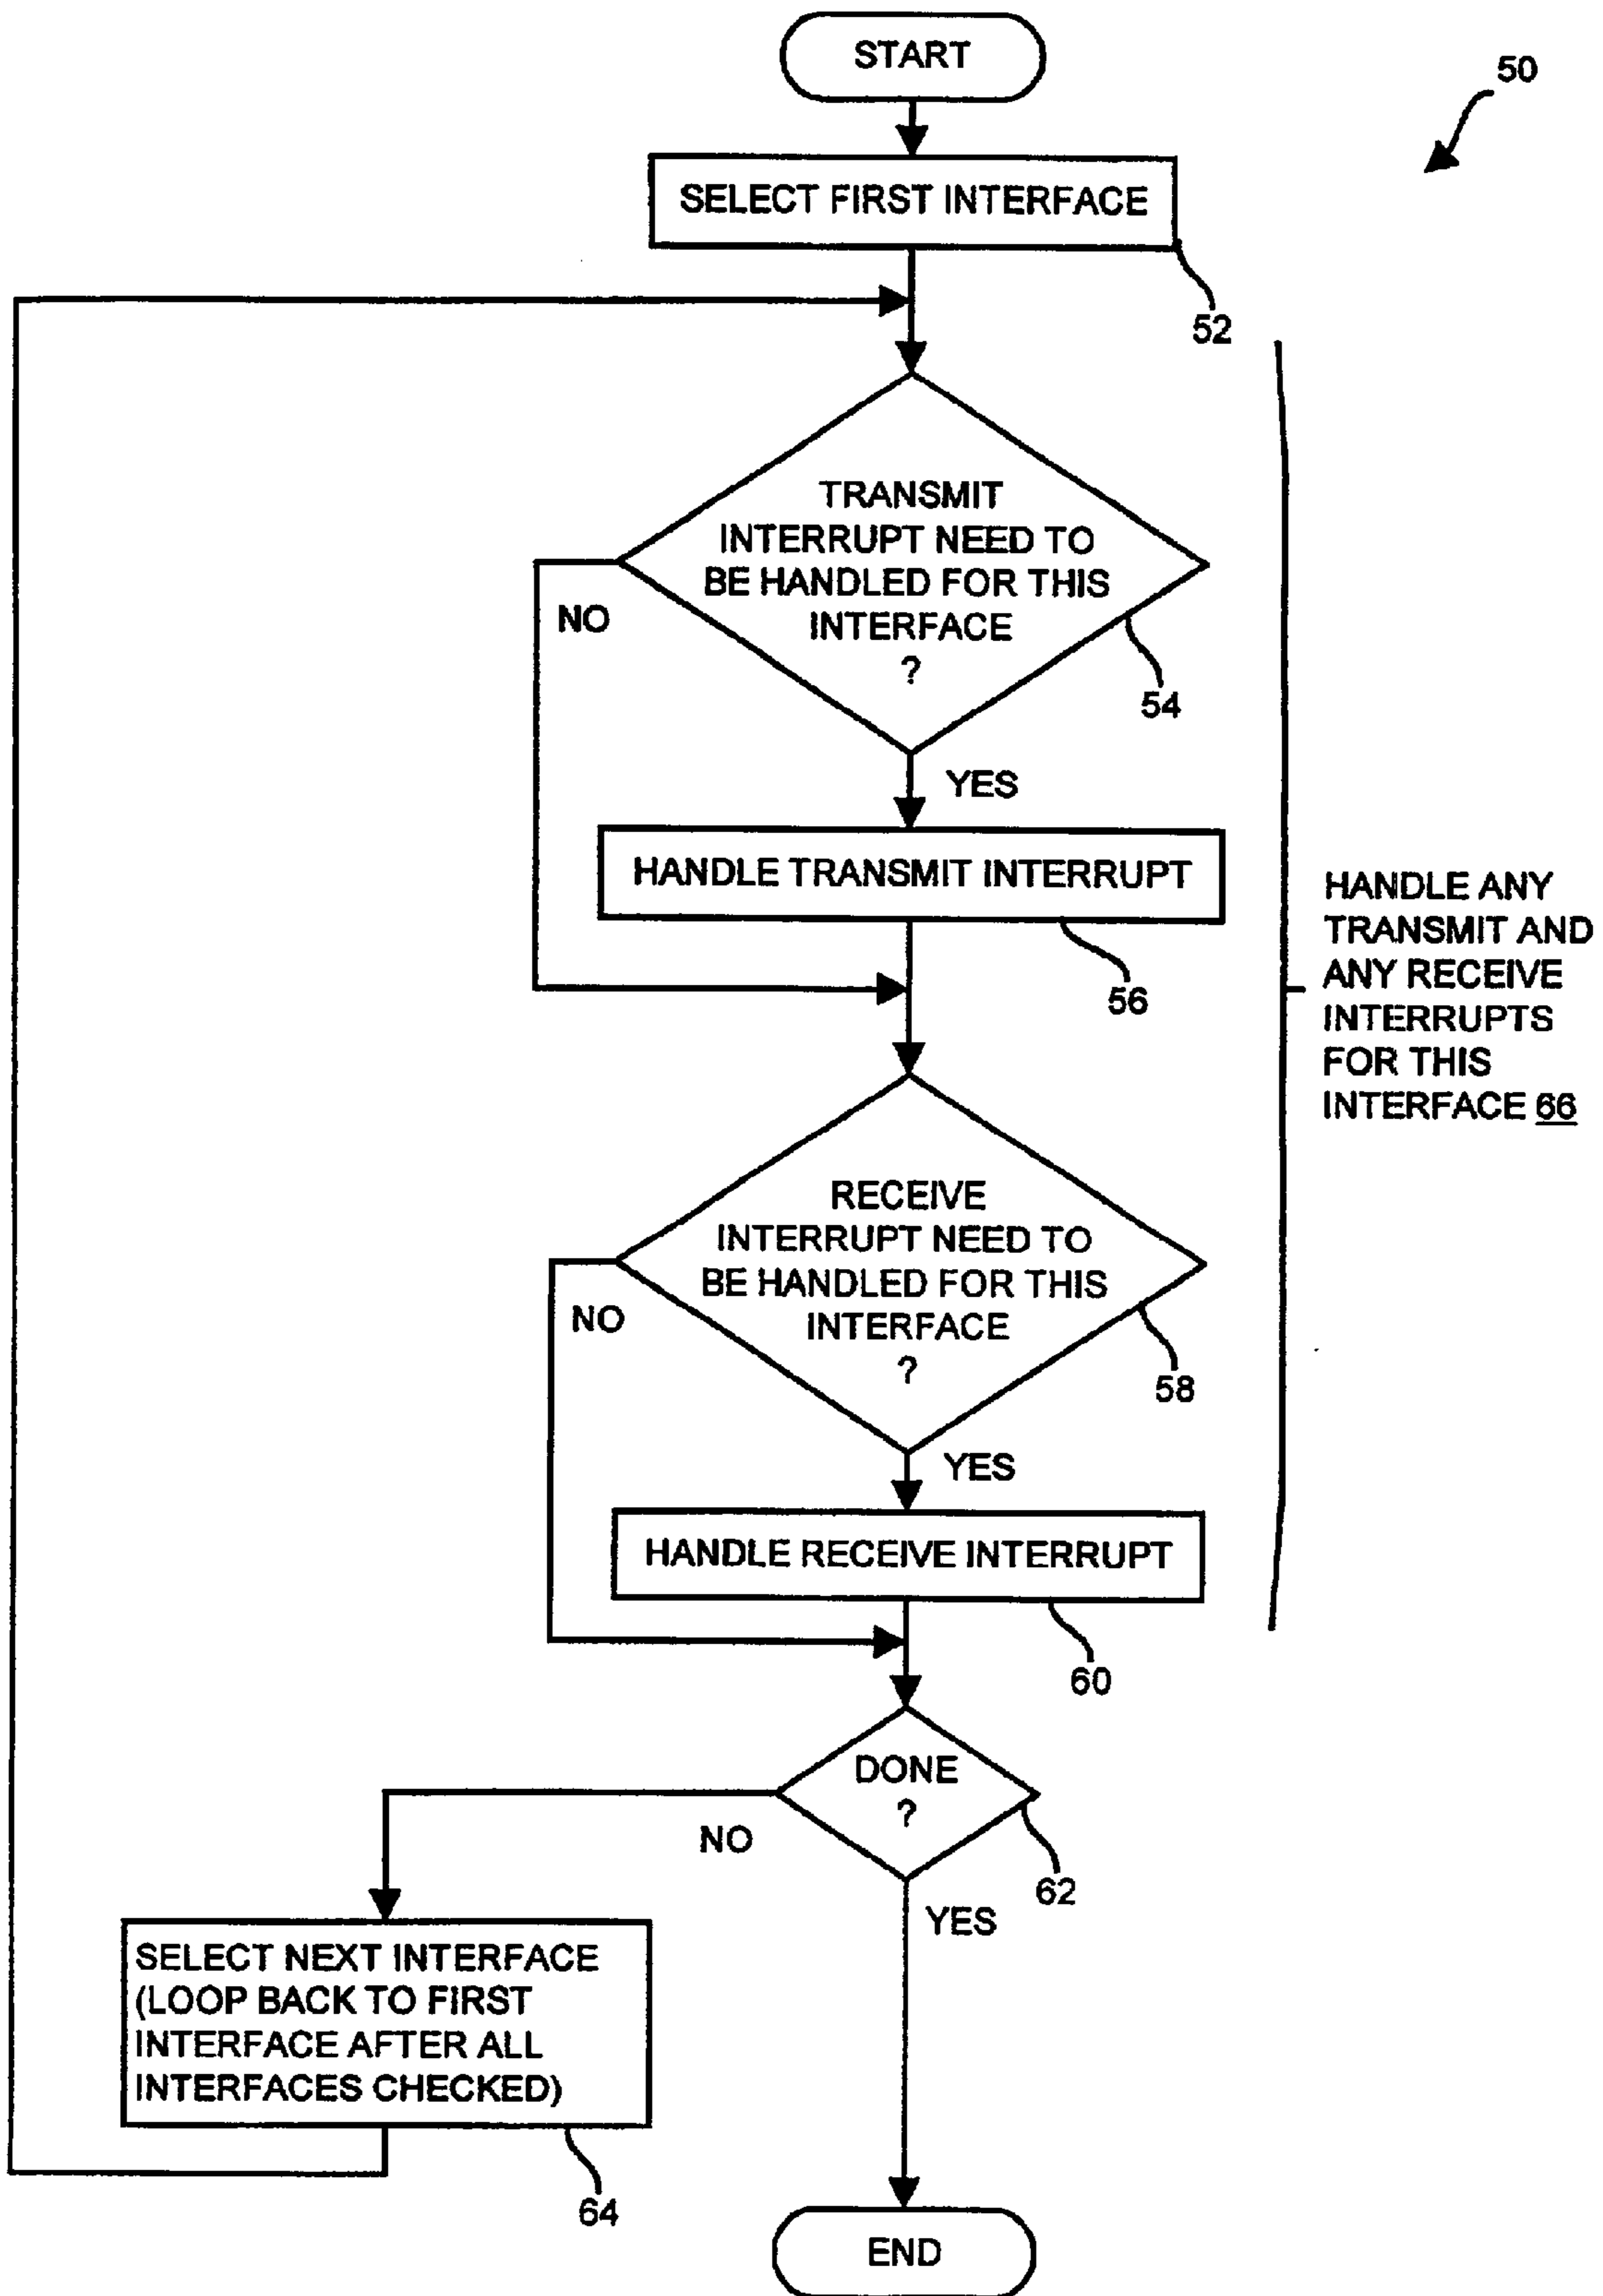 START
50
SELECT FIRST INTERFACE
52
TRANSMIT
INTERRUPT NEED TO
BE HANDLED FOR THIS
INTERFACE
?
NO
54
YES
HANDLE TRANSMIT INTERRUPT
56
HANDLE ANY
TRANSMIT AND
ANY RECEIVE
INTERRUPTS
FOR THIS
INTERFACE 66
RECEIVE
INTERRUPT NEED TO
BE HANDLED FOR THIS
INTERFACE
?
NO
58
YES
HANDLE RECEIVE INTERRUPT
60
DONE
?
NO
62
YES
SELECT NEXT INTERFACE
(LOOP BACK TO FIRST
INTERFACE AFTER ALL
INTERFACES CHECKED)
64
END